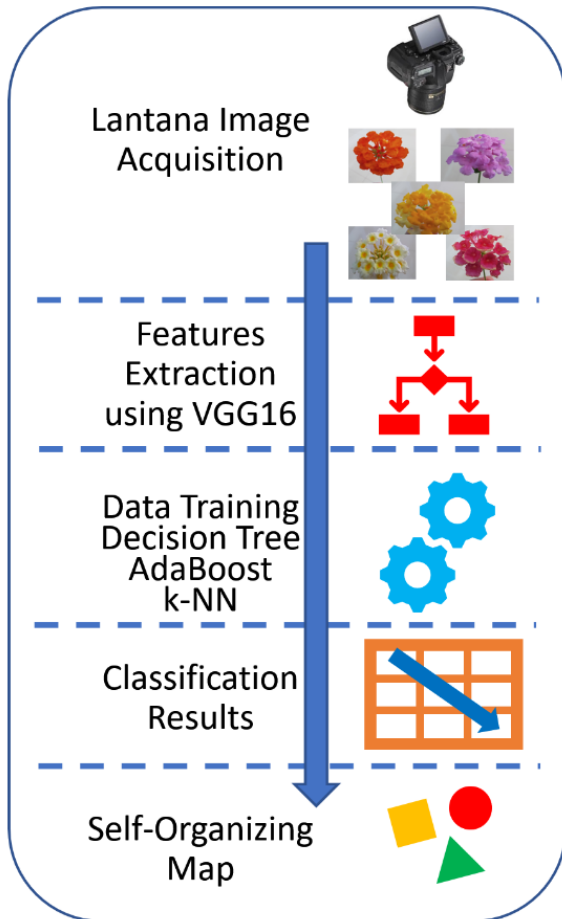 Lantana Image
Acquisition
Features
Extraction
using VGG16
Data Training
Decision Tree
AdaBoost
k-NN
Classification
Results
Self-Organizing
Map